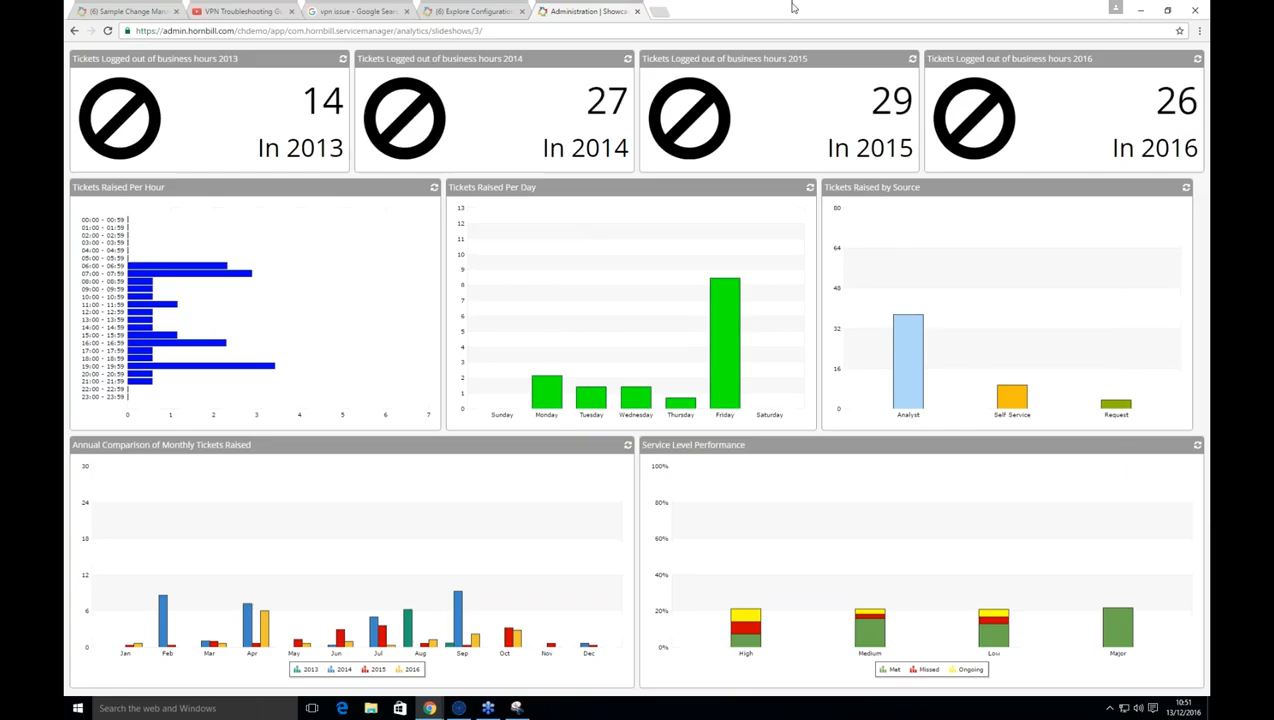 (6) Sample Change Man
VPN Troubleshooting Gu
vpn issue - Google Sear
(6) Explore Configuration
Administration | Showca
https://admin.hornbill.com/chdemo/app/com.hornbill.servicemanager/analytics/slideshows/3/
Tickets Logged out of business hours 2013
14
In 2013
Tickets Logged out of business hours 2014
27
In 2014
Tickets Logged out of business hours 2015
29
In 2015
Tickets Logged out of business hours 2016
26
In 2016
Tickets Raised Per Hour
00:00 - 00:59
01:00 - 01:59
02:00 - 02:59
03:00 - 03:59
04:00 - 04:59
05:00 - 05:59
06:00 - 06:59
07:00 - 07:59
08:00 - 08:59
09:00 - 09:59
10:00 - 10:59
11:00 - 11:59
12:00 - 12:59
13:00 - 13:59
14:00 - 14:59
15:00 - 15:59
16:00 - 16:59
17:00 - 17:59
18:00 - 18:59
19:00 - 19:59
20:00 - 20:59
21:00 - 21:59
22:00 - 22:59
23:00 - 23:59
0 1 2 3 4 5 6 7
Tickets Raised Per Day
13
12
11
10
9
8
7
6
5
4
3
2
1
0
Sunday Monday Tuesday Wednesday Thursday Friday Saturday
Tickets Raised by Source
80
64
48
32
16
0
Analyst Self Service Request
Annual Comparison of Monthly Tickets Raised
30
24
18
12
6
0
Jan Feb Mar Apr May Jun Jul Aug Sep Oct Nov Dec
2013 2014 2015 2016
Service Level Performance
100%
80%
60%
40%
20%
0%
High Medium Low Major
Met Missed Ongoing
Search the web and Windows
10:51
13/12/2016